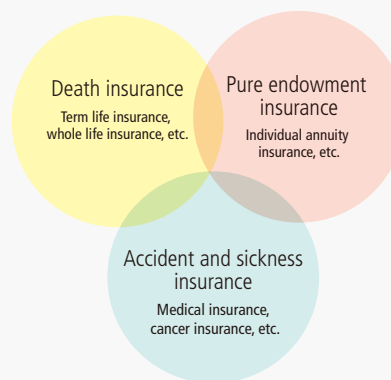 Death insurance
Term life insurance,
whole life insurance, etc.
Pure endowment
insurance
Individual annuity
insurance, etc.
Accident and sickness
insurance
Medical insurance,
cancer insurance, etc.